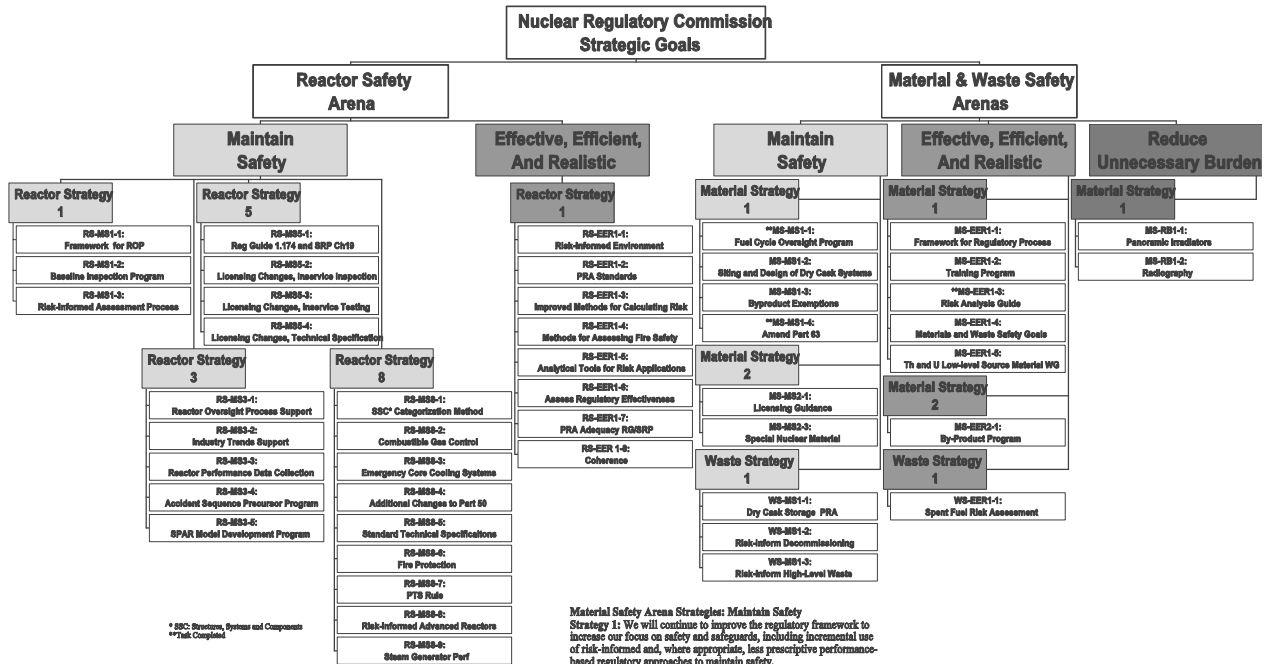 Nuclear Regulatory Commission
Strategic Goals
Reactor Safety
Arena
Material & Waste Safety
Arenas
Maintain
Safety
Effective, Efficient,
And Realistic
Maintain
Safety
Effective, Efficient,
And Realistic
Reduce
Unnecessary Burden
Reactor Strategy
1
RS-MS1-1:
Framework for ROP
RS-MS1-2:
Baseline Inspection Program
RS-MS1-3:
Risk-Informed Assessment Process
Reactor Strategy
5
RS-MS5-1:
Reg Guide 1.174 and SRP Ch19
RS-MS5-2:
Licensing Changes, Inservice Inspection
RS-MS5-3:
Licensing Changes, Inservice Testing
RS-MS5-4:
Licensing Changes, Technical Specification
Reactor Strategy
3
RS-MS3-1:
Reactor Oversight Process Support
RS-MS3-2:
Industry Trends Support
RS-MS3-3:
Reactor Performance Data Collection
RS-MS3-4:
Accident Sequence Precursor Program
RS-MS3-5:
SPAR Model Development Program
Reactor Strategy
8
RS-MS8-1:
SSC* Categorization Method
RS-MS8-2:
Combustible Gas Control
RS-MS8-3:
Emergency Core Cooling Systems
RS-MS8-4:
Additional Changes to Part 50
RS-MS8-5:
Standard Technical Specificaitons
RS-MS8-6:
Fire Protection
RS-MS8-7:
PTS Rule
RS-MS8-8:
Risk-Informed Advanced Reactors
RS-MS8-9:
Steam Generator Perf
Reactor Strategy
1
RS-EER1-1:
Risk-Informed Environment
RS-EER1-2:
PRA Standards
RS-EER1-3:
Improved Methods for Calculating Risk
RS-EER1-4:
Methods for Assessing Fire Safety
RS-EER1-5:
Analytical Tools for Risk Applications
RS-EER1-6:
Assess Regulatory Effectiveness
RS-EER1-7:
PRA Adequacy RG/SRP
RS-EER 1-8:
Coherence
Material Strategy
1
**MS-MS1-1:
Fuel Cycle Oversight Program
MS-MS1-2:
Siting and Design of Dry Cask Systems
MS-MS1-3:
Byproduct Exemptions
**MS-MS1-4:
Amend Part 63
Material Strategy
2
MS-MS2-1:
Licensing Guidance
MS-MS2-3:
Special Nuclear Material
Waste Strategy
1
WS-MS1-1:
Dry Cask Storage PRA
WS-MS1-2:
Risk-Inform Decommissioning
WS-MS1-3:
Risk-Inform High-Level Waste
Material Strategy
1
MS-EER1-1:
Framework for Regulatory Process
MS-EER1-2:
Training Program
**MS-EER1-3:
Risk Analysis Guide
MS-EER1-4:
Materials and Waste Safety Goals
MS-EER1-5:
Th and U Low-level Source Material WG
Material Strategy
2
MS-EER2-1:
By-Product Program
Waste Strategy
1
WS-EER1-1:
Spent Fuel Risk Assessment
Material Strategy
1
MS-RB1-1:
Panoramic Irradiators
MS-RB1-2:
Radiography
* SSC: Structures, Systems and Components
**Task Completed
Material Safety Arena Strategies: Maintain Safety
Strategy 1: We will continue to improve the regulatory framework to
increase our focus on safety and safeguards, including incremental use
of risk-informed and, where appropriate, less prescriptive performance-
based regulatory approaches to maintain safety.